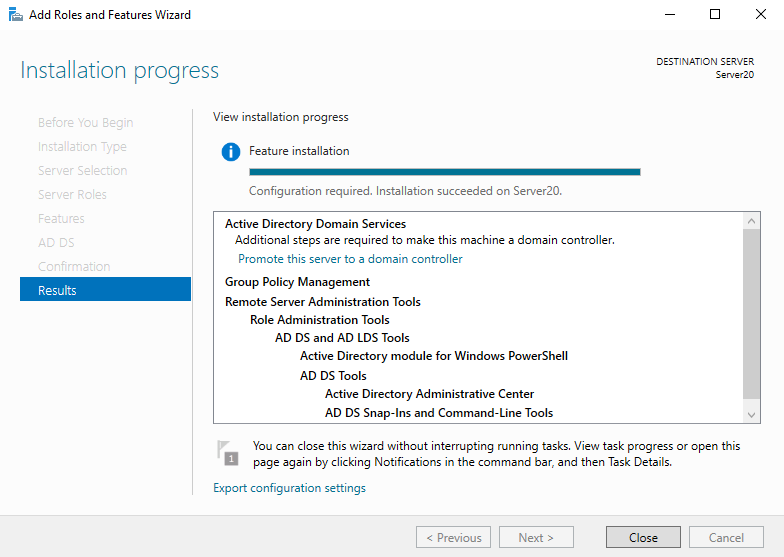 Add Roles and Features Wizard
Installation progress
DESTINATION SERVER
Server20
Before You Begin
Installation Type
Server Selection
Server Roles
Features
AD DS
Confirmation
Results
View installation progress
Feature installation
Configuration required. Installation succeeded on Server20.
Active Directory Domain Services
Additional steps are required to make this machine a domain controller.
Promote this server to a domain controller
Group Policy Management
Remote Server Administration Tools
Role Administration Tools
AD DS and AD LDS Tools
Active Directory module for Windows PowerShell
AD DS Tools
Active Directory Administrative Center
AD DS Snap-Ins and Command-Line Tools
1
You can close this wizard without interrupting running tasks. View task progress or open this
page again by clicking Notifications in the command bar, and then Task Details.
Export configuration settings
< Previous
Next >
Close
Cancel